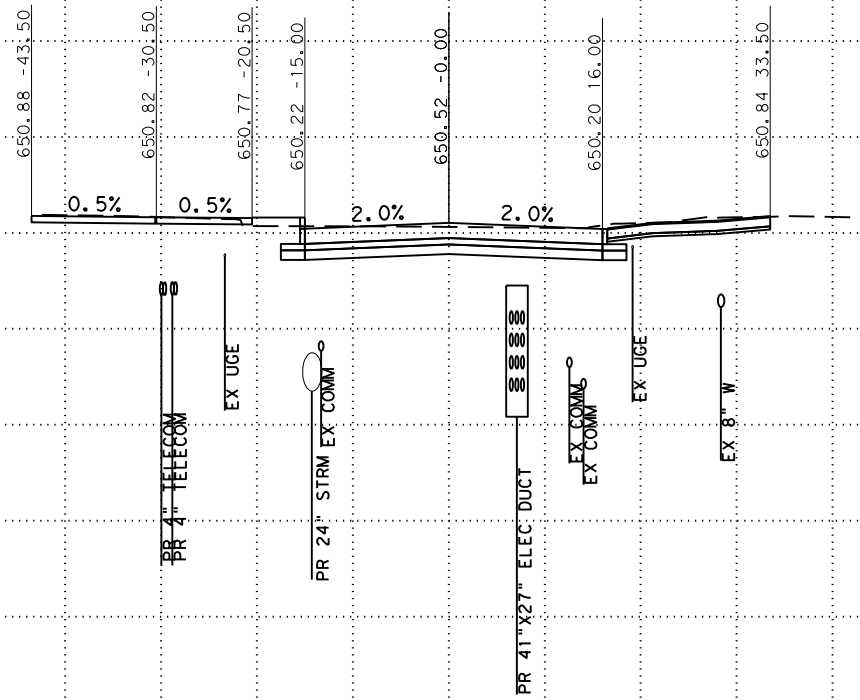 650.88 -43.50
650.82 -30.50
650.77 -20.50
650.22 -15.00
650.52 -0.00
650.20 16.00
650.84 33.50
0.5%
0.5%
2.0%
2.0%
PR 4" TELECOM
PR 4" TELECOM
EX UGE
PR 24" STRM
EX COMM
PR 41"X27" ELEC DUCT
EX COMM
EX COMM
EX UGE
EX 8" W